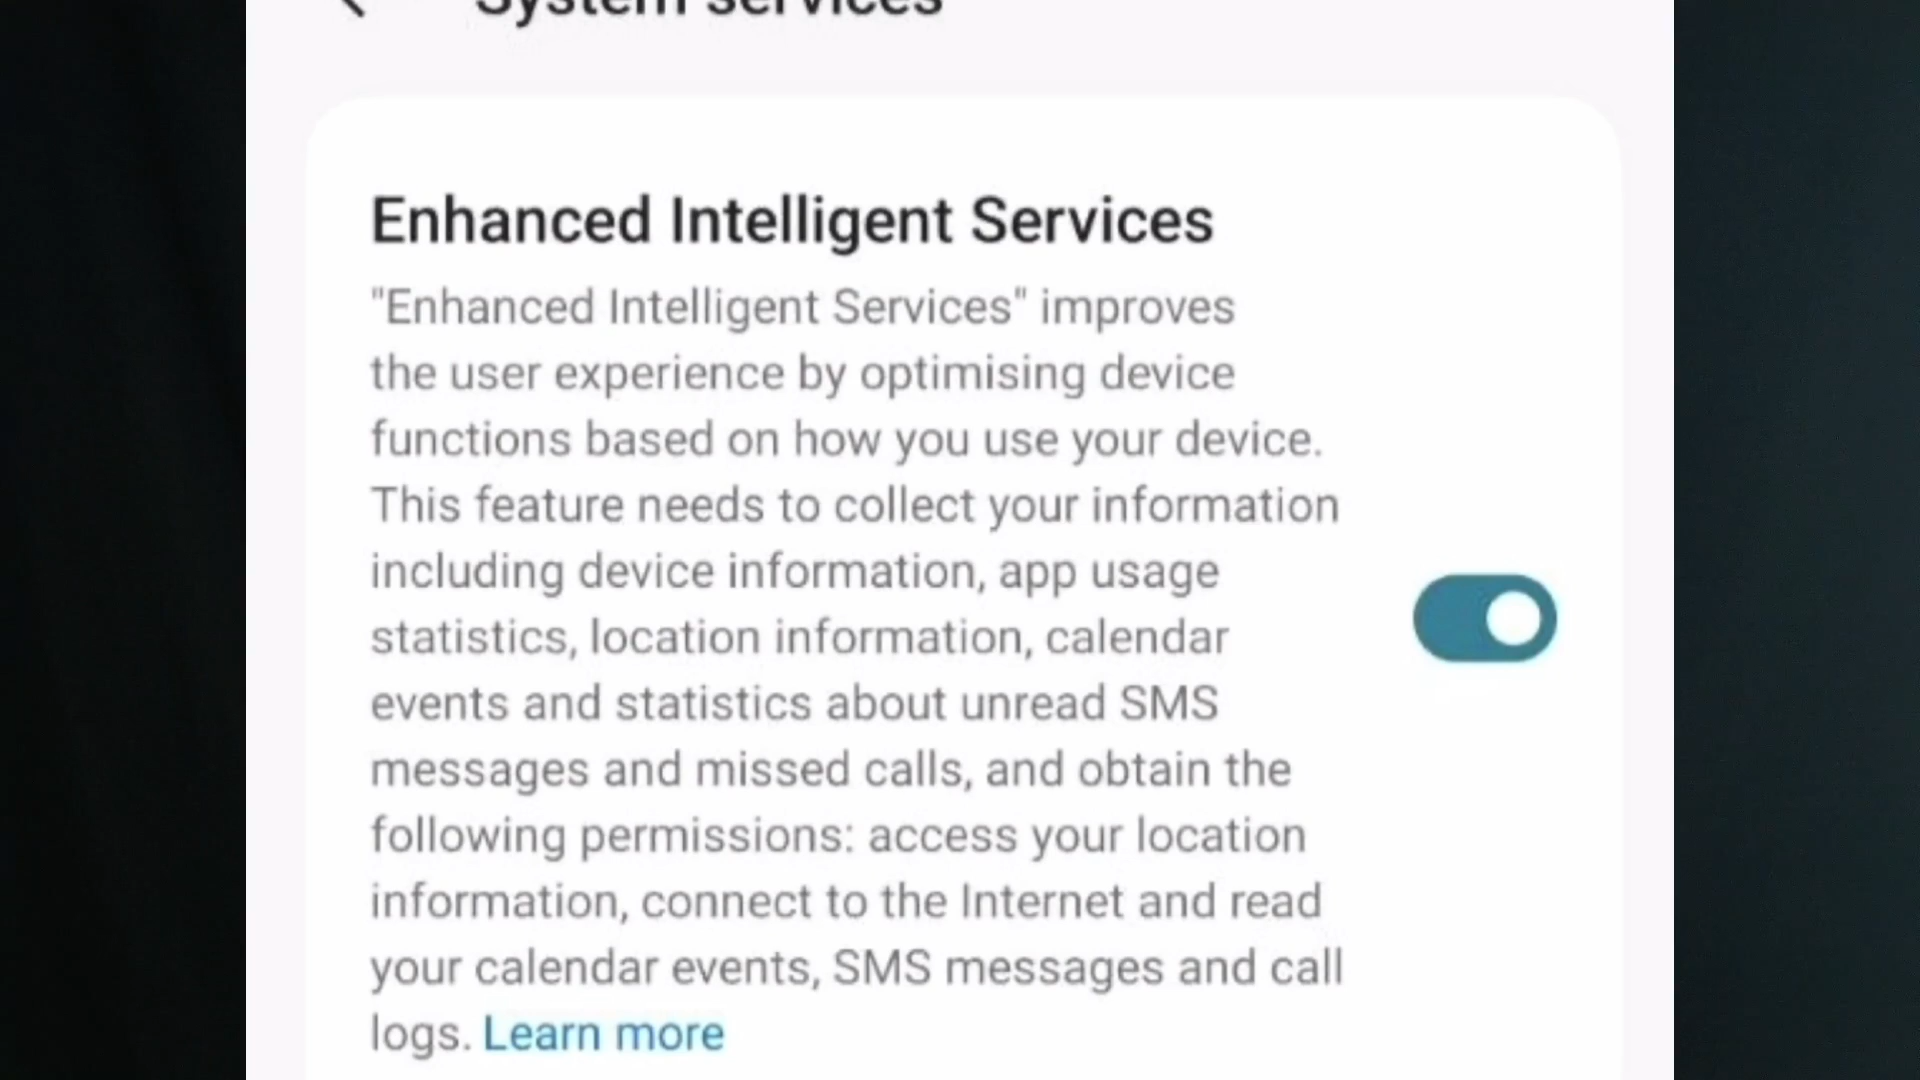 System services
Enhanced Intelligent Services
"Enhanced Intelligent Services" improves
the user experience by optimising device
functions based on how you use your device.
This feature needs to collect your information
including device information, app usage
statistics, location information, calendar
events and statistics about unread SMS
messages and missed calls, and obtain the
following permissions: access your location
information, connect to the Internet and read
your calendar events, SMS messages and call
logs. Learn more